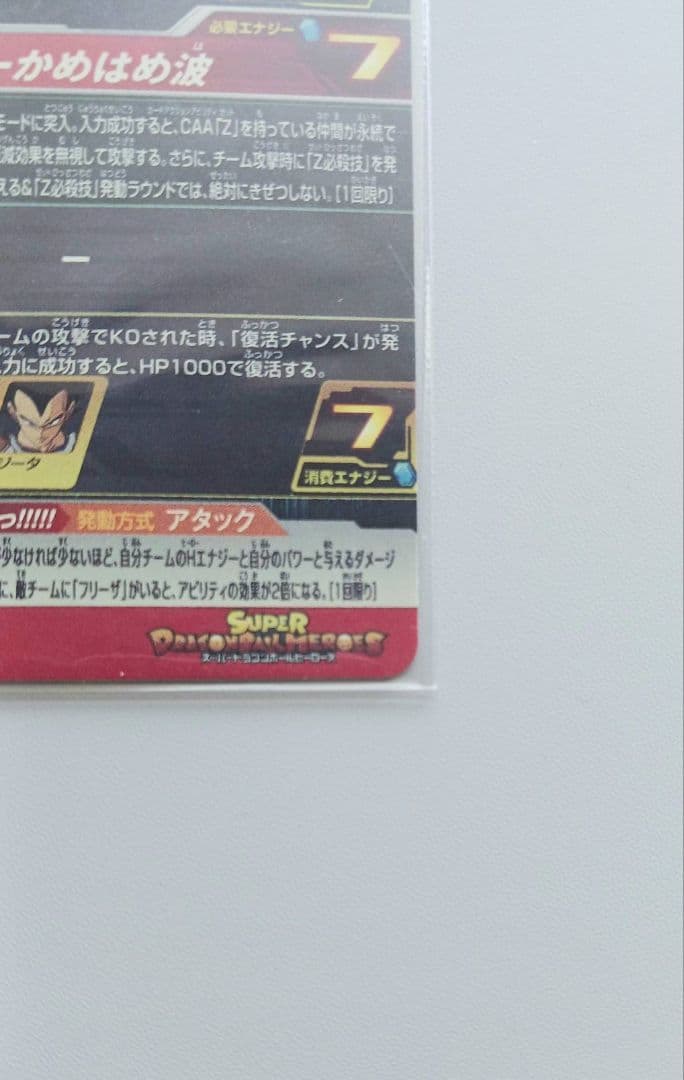 必要エナジー 7
ーかめはめ波
モードに突入。入力成功すると、CAA「Z」を持っている仲間が永続で
減効果を無視して攻撃する。さらに、チーム攻撃時に「Z必殺技」を発
える&「Z必殺技」発動ラウンドでは、絶対にきぜつしない。[1回限り]
ー
ームの攻撃でKOされた時、「復活チャンス」が発
力に成功すると、HP1000で復活する。
ジータ
7
消費エナジー
っ!!!!! 発動方式 アタック
少なければ少ないほど、自分チームのHエナジーと自分のパワーと与えるダメージ
に、敵チームに「フリーザ」がいると、アビリティの効果が2倍になる。[1回限り]
SUPER
DRAGONBALL HEROES
スーパードラゴンボールヒーローズ